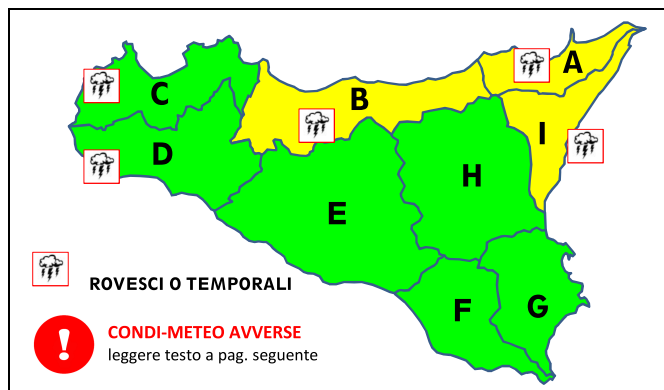 A
B
C
I
D
H
E
ROVESCI O TEMPORALI
F
G
CONDI-METEO AVVERSE
leggere testo a pag. seguente